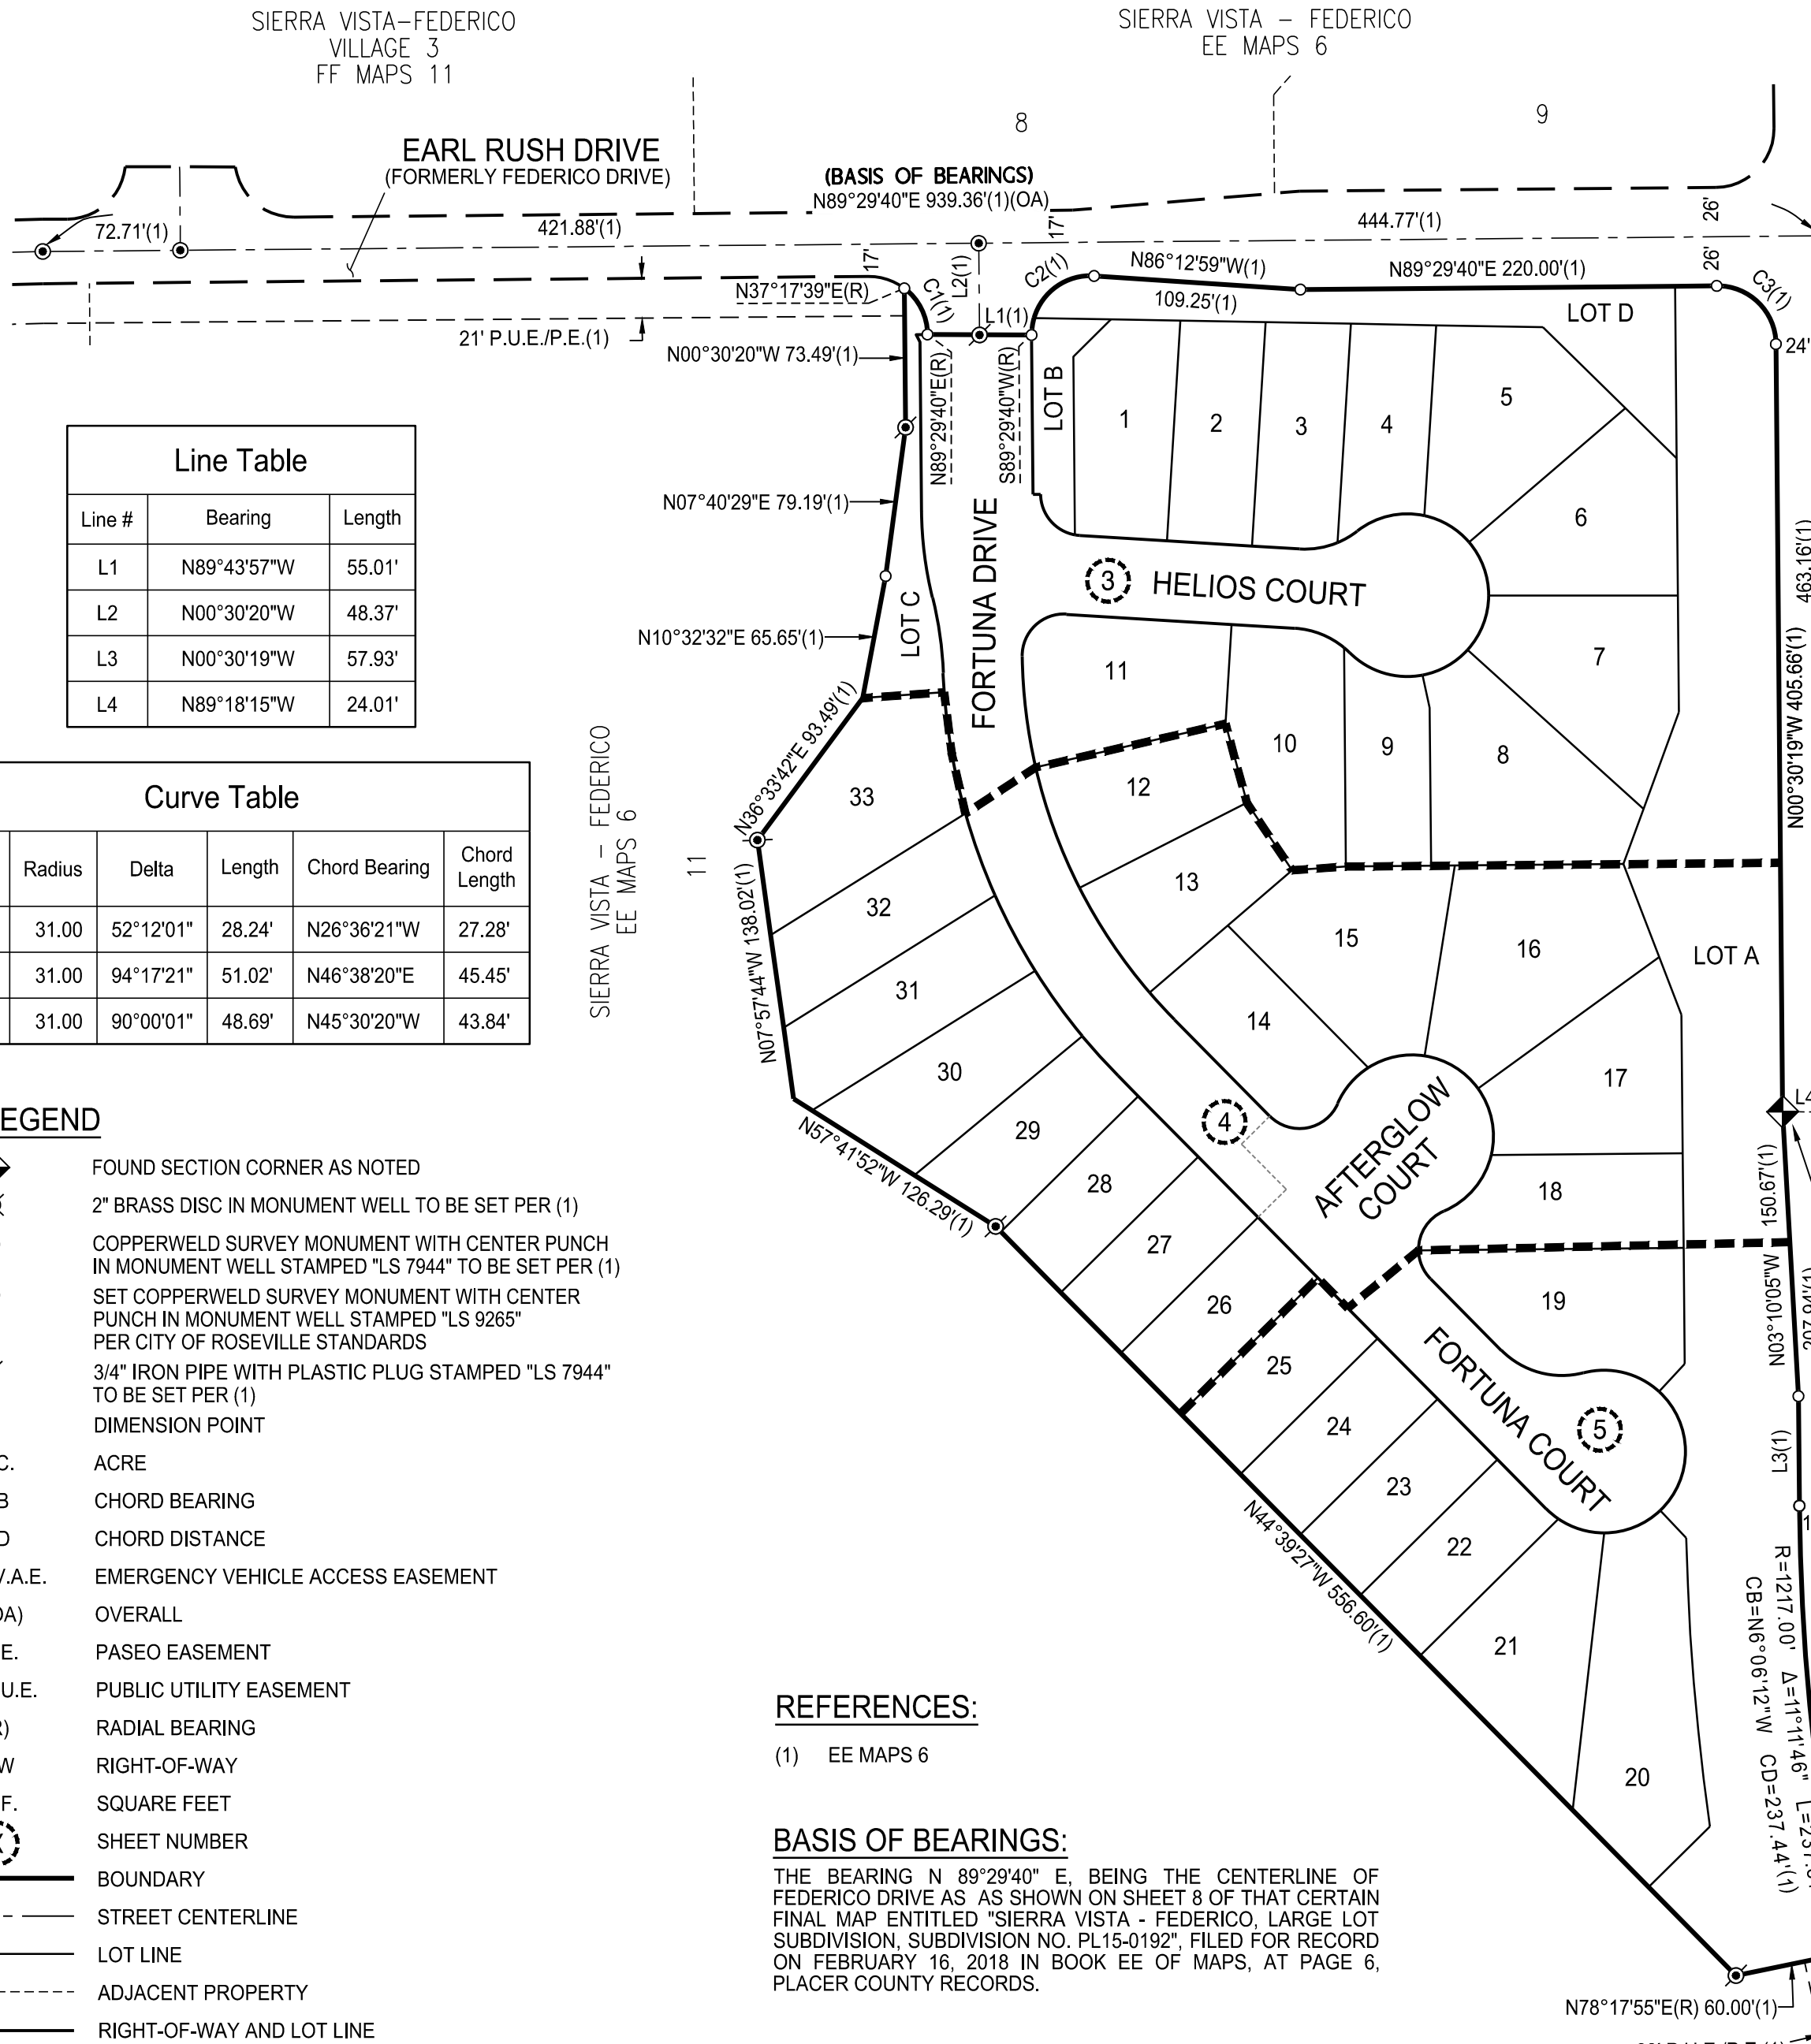 SIERRA VISTA-FEDERICO
VILLAGE 3
FF MAPS 11
SIERRA VISTA - FEDERICO
EE MAPS 6
8
9
EARL RUSH DRIVE
(FORMERLY FEDERICO DRIVE)
(BASIS OF BEARINGS)
N89°29'40"E 939.36'(1)(OA)
72.71'(1)
421.88'(1)
17'
17'
444.77'(1)
26'
26'
N37°17'39"E(R)
C1(1)
L2(1)
C2(1)
N86°12'59"W(1)
109.25'(1)
N89°29'40"E 220.00'(1)
C3(1)
L1(1)
LOT D
24'
21' P.U.E./P.E.(1)
N00°30'20"W 73.49'(1)
N89°29'40"E(R)
S89°29'40"W(R)
LOT B
1
2
3
4
5
6
7
8
9
10
11
12
13
14
15
16
17
18
19
20
21
22
23
24
25
26
27
28
29
30
31
32
33
Line Table
Line # Bearing Length
L1 N89°43'57"W 55.01'
L2 N00°30'20"W 48.37'
L3 N00°30'19"W 57.93'
L4 N89°18'15"W 24.01'
N07°40'29"E 79.19'(1)
N10°32'32"E 65.65'(1)
LOT C
FORTUNA DRIVE
3
HELIOS COURT
463.16'(1)
N00°30'19"W 405.66'(1)
N36°33'42"E 93.49'(1)
SIERRA VISTA - FEDERICO
EE MAPS 6
11
N07°57'44"W 138.02'(1)
Curve Table
Radius Delta Length Chord Bearing Chord Length
31.00 52°12'01" 28.24' N26°36'21"W 27.28'
31.00 94°17'21" 51.02' N46°38'20"E 45.45'
31.00 90°00'01" 48.69' N45°30'20"W 43.84'
LOT A
4
AFTERGLOW
COURT
L4
150.97'(1)
N03°10'05"W
N57°41'52"W 126.29'(1)
FORTUNA COURT
5
L3(1)
N44°39'27"W 556.60'(1)
R=1217.00' Δ=11°11'46"
CB=N6°06'12"W CD=237.44'(1)
N78°17'55"E(R) 60.00'(1)
EGEND
FOUND SECTION CORNER AS NOTED
2" BRASS DISC IN MONUMENT WELL TO BE SET PER (1)
COPPERWELD SURVEY MONUMENT WITH CENTER PUNCH
IN MONUMENT WELL STAMPED "LS 7944" TO BE SET PER (1)
SET COPPERWELD SURVEY MONUMENT WITH CENTER
PUNCH IN MONUMENT WELL STAMPED "LS 9265"
PER CITY OF ROSEVILLE STANDARDS
3/4" IRON PIPE WITH PLASTIC PLUG STAMPED "LS 7944"
TO BE SET PER (1)
DIMENSION POINT
C. ACRE
B CHORD BEARING
D CHORD DISTANCE
V.A.E. EMERGENCY VEHICLE ACCESS EASEMENT
OA) OVERALL
E. PASEO EASEMENT
U.E. PUBLIC UTILITY EASEMENT
R) RADIAL BEARING
W RIGHT-OF-WAY
F. SQUARE FEET
X SHEET NUMBER
BOUNDARY
STREET CENTERLINE
LOT LINE
ADJACENT PROPERTY
RIGHT-OF-WAY AND LOT LINE
REFERENCES:
(1) EE MAPS 6
BASIS OF BEARINGS:
THE BEARING N 89°29'40" E, BEING THE CENTERLINE OF
FEDERICO DRIVE AS AS SHOWN ON SHEET 8 OF THAT CERTAIN
FINAL MAP ENTITLED "SIERRA VISTA - FEDERICO, LARGE LOT
SUBDIVISION, SUBDIVISION NO. PL15-0192", FILED FOR RECORD
ON FEBRUARY 16, 2018 IN BOOK EE OF MAPS, AT PAGE 6,
PLACER COUNTY RECORDS.